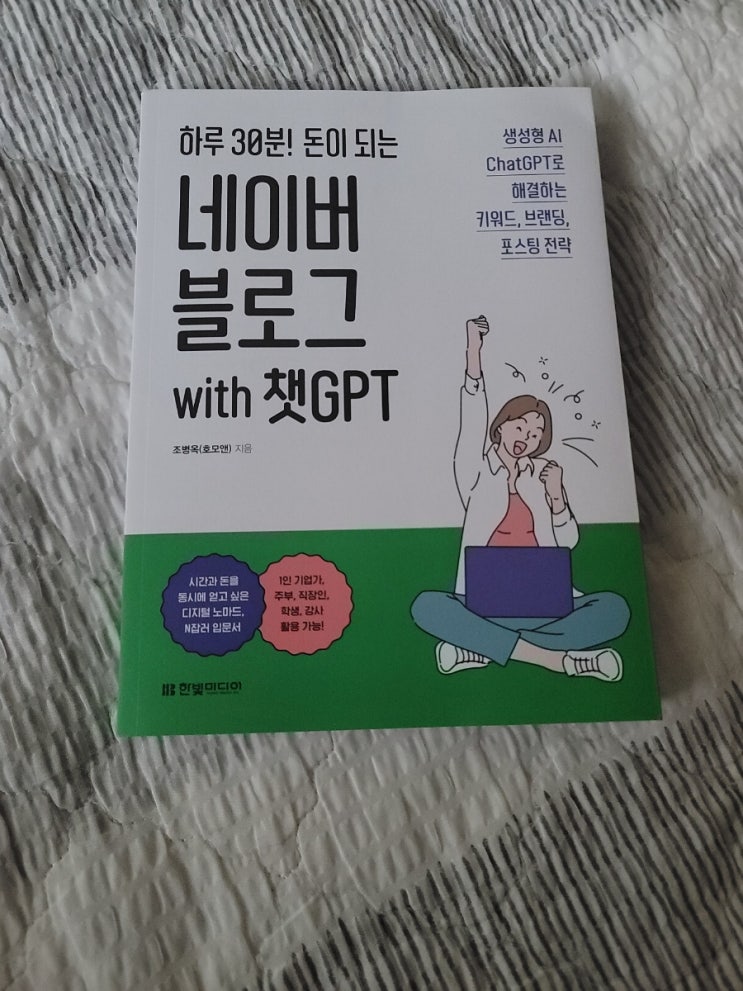 하루 30분! 돈이 되는
네이버
블로그
with 챗GPT
조병옥(호모앤) 지음
생성형 AI
ChatGPT로
해결하는
키워드, 브랜딩,
포스팅 전략
시간과 돈을
동시에 얻고 싶은
디지털 노마드,
N잡러 입문서
1인 기업가,
주부, 직장인,
학생, 강사
활용 가능!
한빛미디어